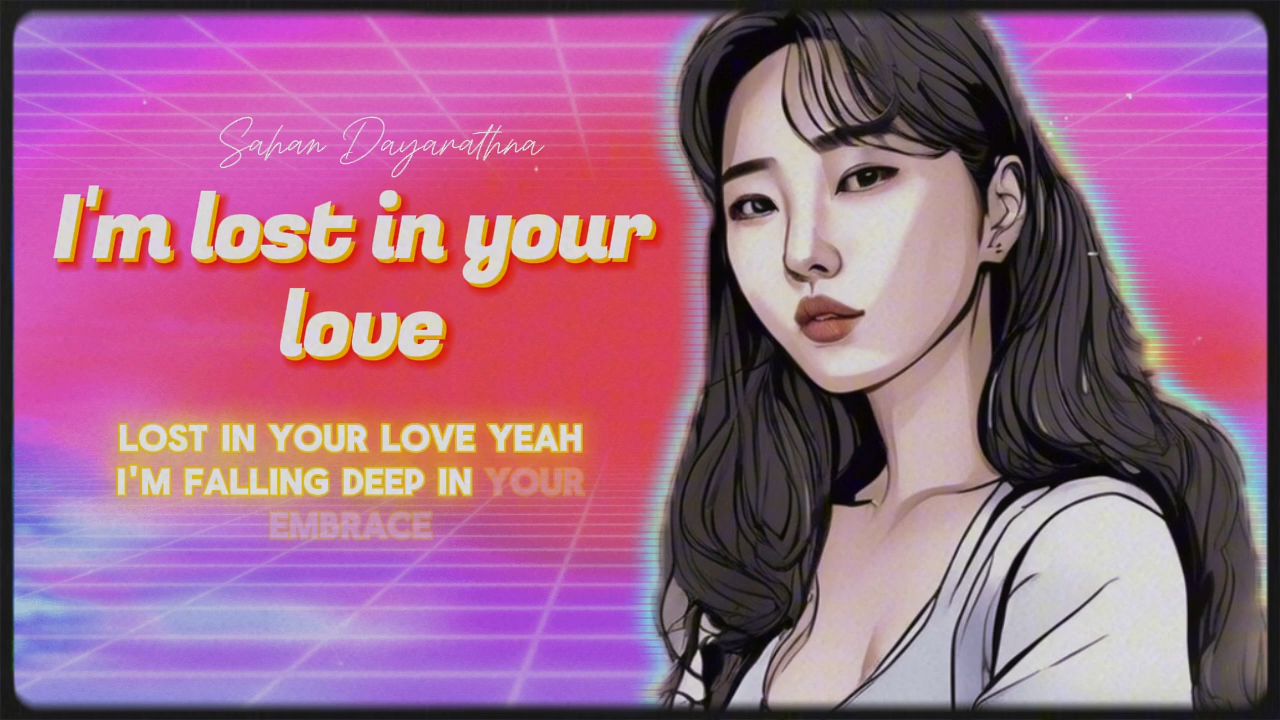 Sahan Dayarathna
I'm lost in your
love
LOST IN YOUR LOVE YEAH
I'M FALLING DEEP IN YOUR
EMBRACE